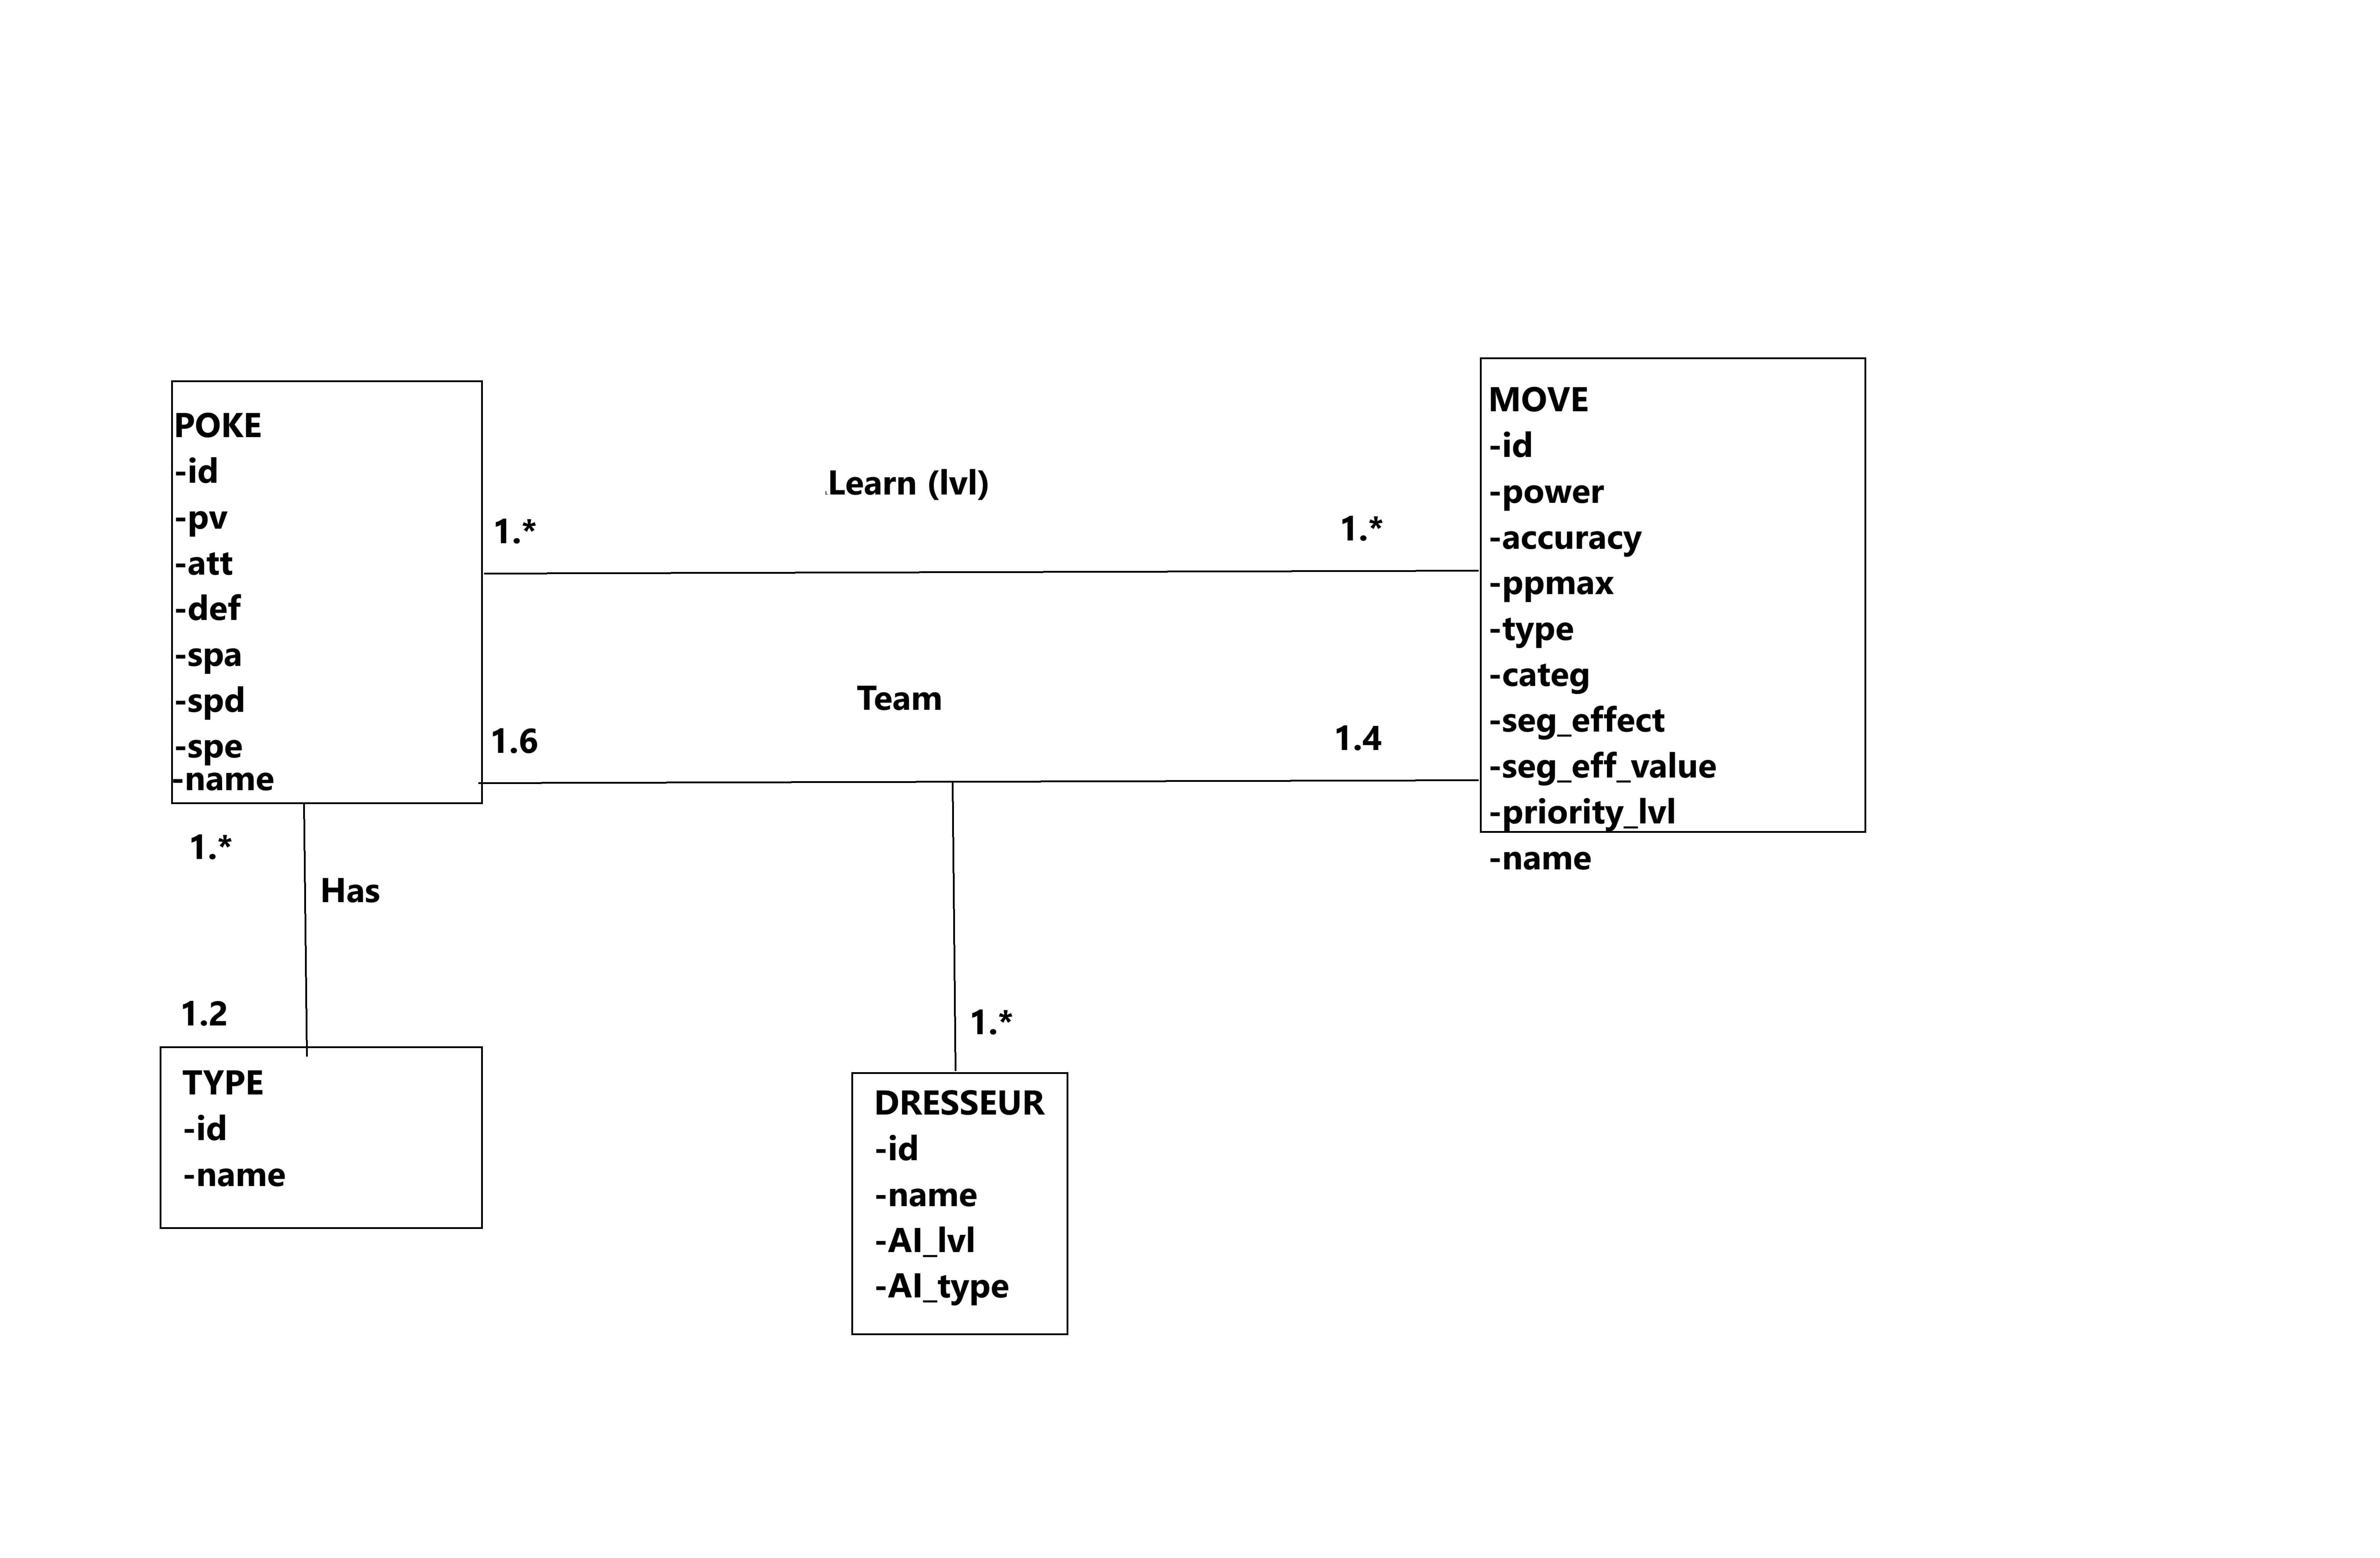 POKE
-id
-pv
-att
-def
-spa
-spd
-spe
-name
Learn (lvl)
1.*
1.*
Team
1.6
1.4
MOVE
-id
-power
-accuracy
-ppmax
-type
-categ
-seg_effect
-seg_eff_value
-priority_lvl
-name
1.*
Has
1.2
1.*
TYPE
-id
-name
DRESSEUR
-id
-name
-AI_lvl
-AI_type